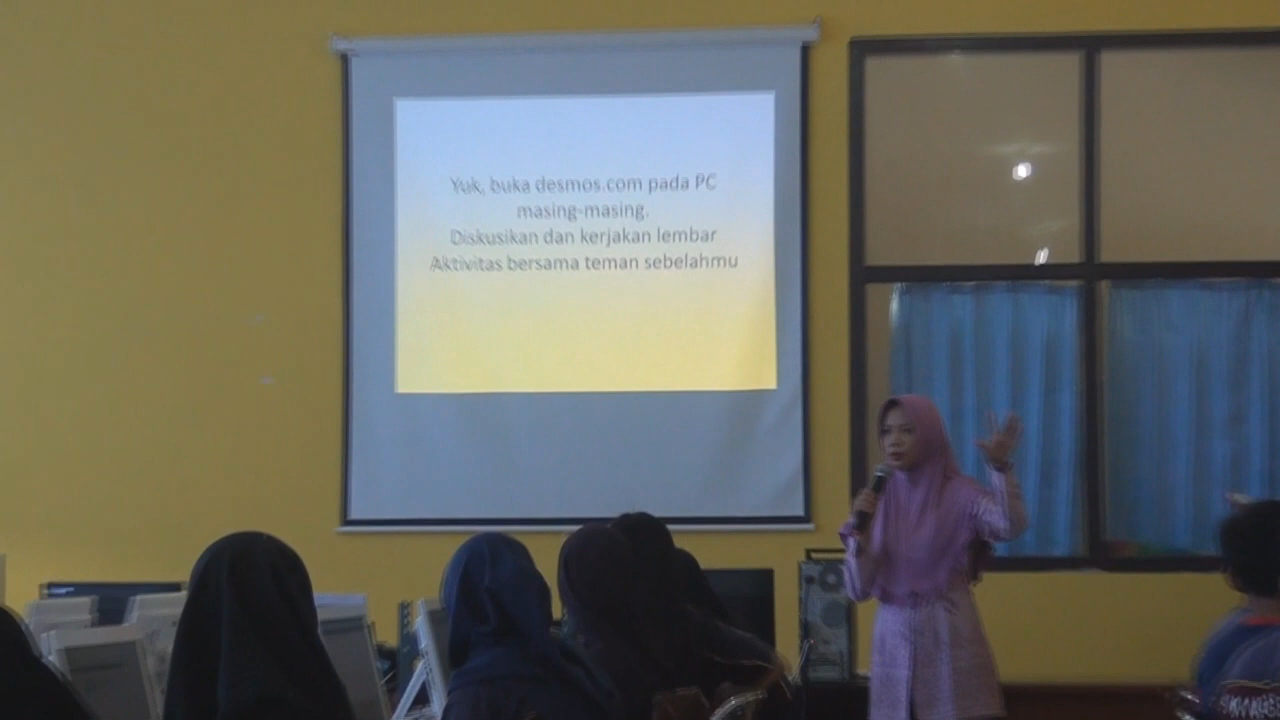 Yuk, buka desmos.com pada PC
masing-masing.
Diskusikan dan kerjakan lembar
Aktivitas bersama teman sebelahmu